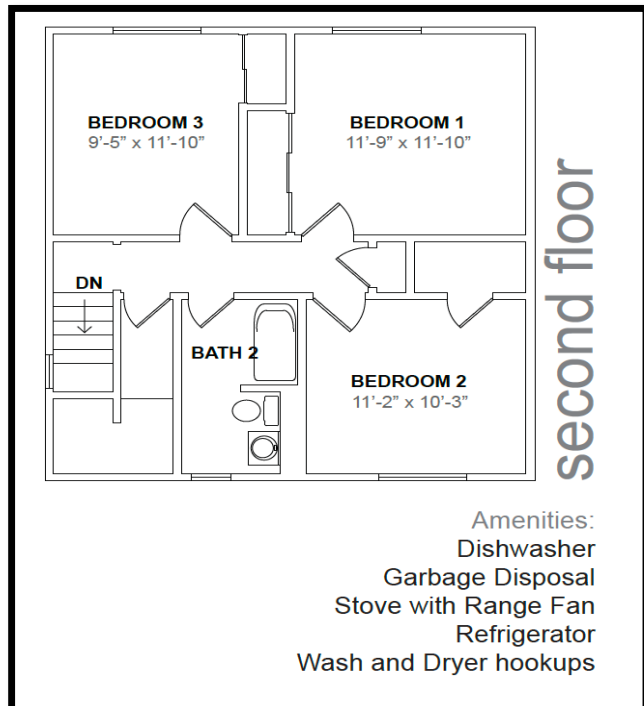 BEDROOM 3
9’-5” x 11’-10”
BEDROOM 1
11’-9” x 11’-10”
DN
BATH 2
BEDROOM 2
11’-2” x 10’-3”
second floor
Amenities:
Dishwasher
Garbage Disposal
Stove with Range Fan
Refrigerator
Wash and Dryer hookups